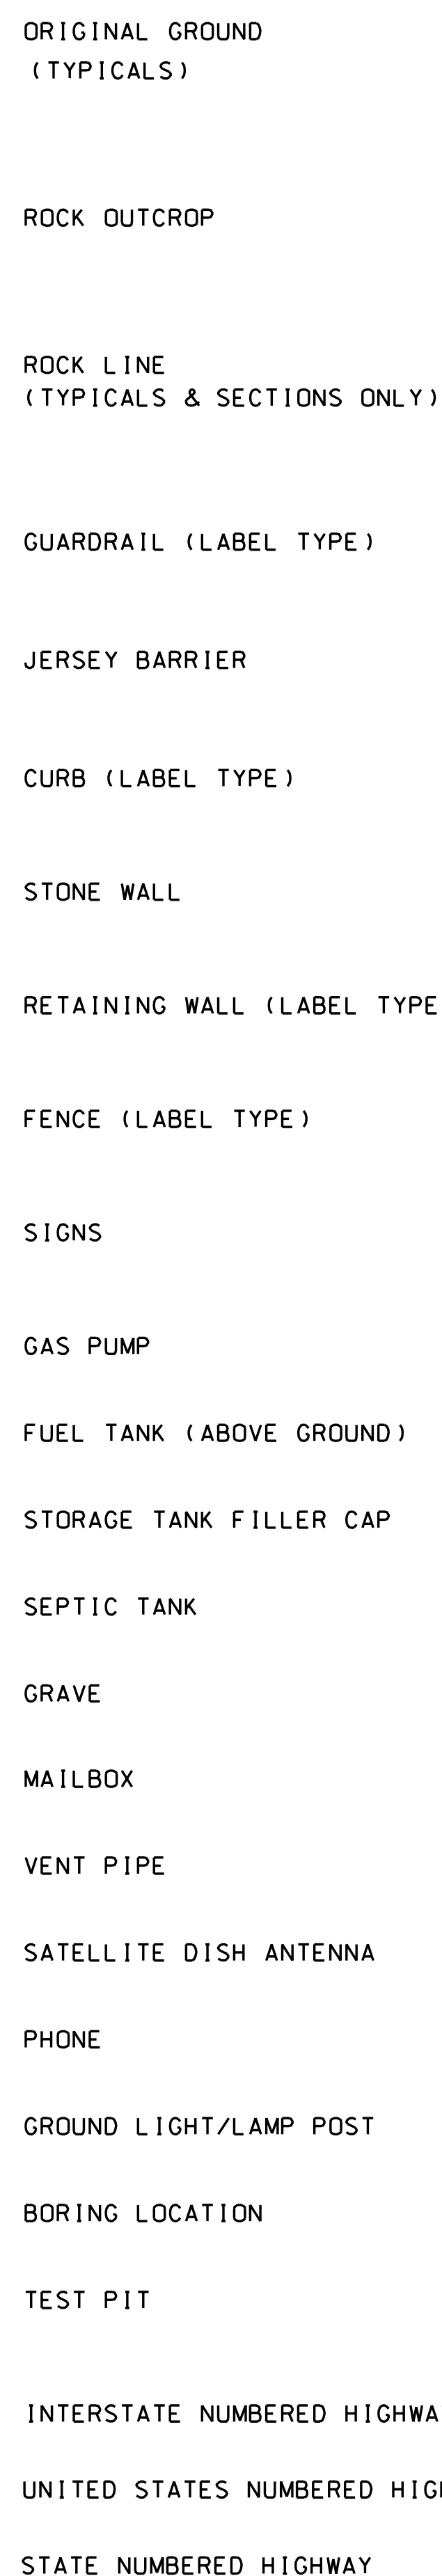 ORIGINAL GROUND
(TYPICALS)
ROCK OUTCROP
ROCK LINE
(TYPICALS & SECTIONS ONLY)
GUARDRAIL (LABEL TYPE)
JERSEY BARRIER
CURB (LABEL TYPE)
STONE WALL
RETAINING WALL (LABEL TYPE
FENCE (LABEL TYPE)
SIGNS
GAS PUMP
FUEL TANK (ABOVE GROUND)
STORAGE TANK FILLER CAP
SEPTIC TANK
GRAVE
MAILBOX
VENT PIPE
SATELLITE DISH ANTENNA
PHONE
GROUND LIGHT/LAMP POST
BORING LOCATION
TEST PIT
INTERSTATE NUMBERED HIGHWA
UNITED STATES NUMBERED HIG
STATE NUMBERED HIGHWAY